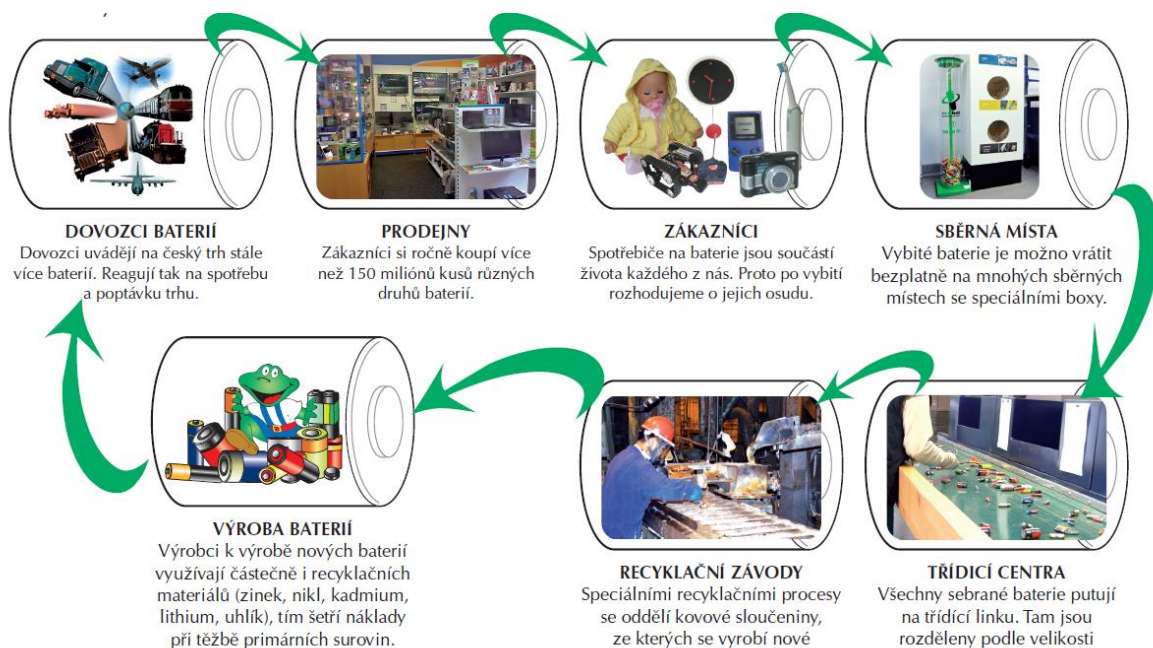 DOVOZCI BATERIÍ
Dovozci uvádějí na český trh stále
více baterií. Reagují tak na spotřebu
a poptávku trhu.
PRODEJNY
Zákazníci si ročně koupí více
než 150 miliónů kusů různých
druhů baterií.
ZÁKAZNÍCI
Spotřebiče na baterie jsou součástí
života každého z nás. Proto po vybití
rozhodujeme o jejich osudu.
SBĚRNÁ MÍSTA
Vybité baterie je možno vrátit
bezplatně na mnohých sběrných
místech se speciálními boxy.
TŘÍDICÍ CENTRA
Všechny sebrané baterie putují
na třídící linku. Tam jsou
rozděleny podle velikosti
RECYKLAČNÍ ZÁVODY
Speciálními recyklačními procesy
se oddělí kovové sloučeniny,
ze kterých se vyrobí nové
VÝROBA BATERIÍ
Výrobci k výrobě nových baterií
využívají částečně i recyklačních
materiálů (zinek, nikl, kadmium,
lithium, uhlík), tím šetří náklady
při těžbě primárních surovin.